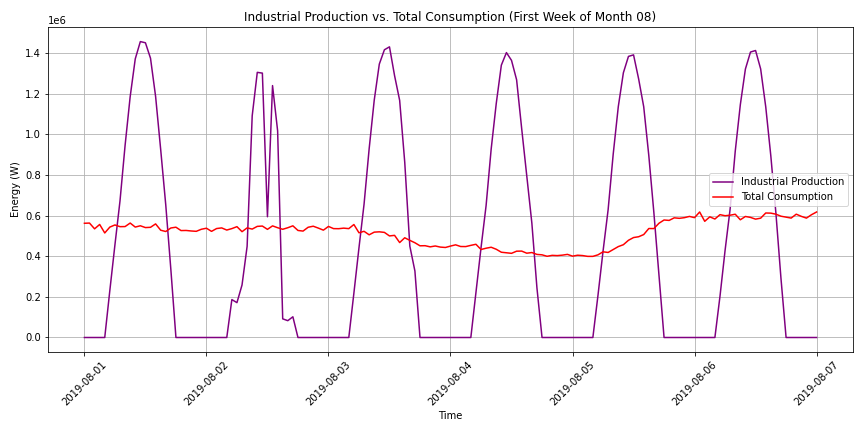 Industrial Production vs. Total Consumption (First Week of Month 08)
1e6
1.4
1.2
1.0
0.8
0.6
0.4
0.2
0.0
Energy (W)
Industrial Production
Total Consumption
2019-08-01
2019-08-02
2019-08-03
2019-08-04
2019-08-05
2019-08-06
2019-08-07
Time